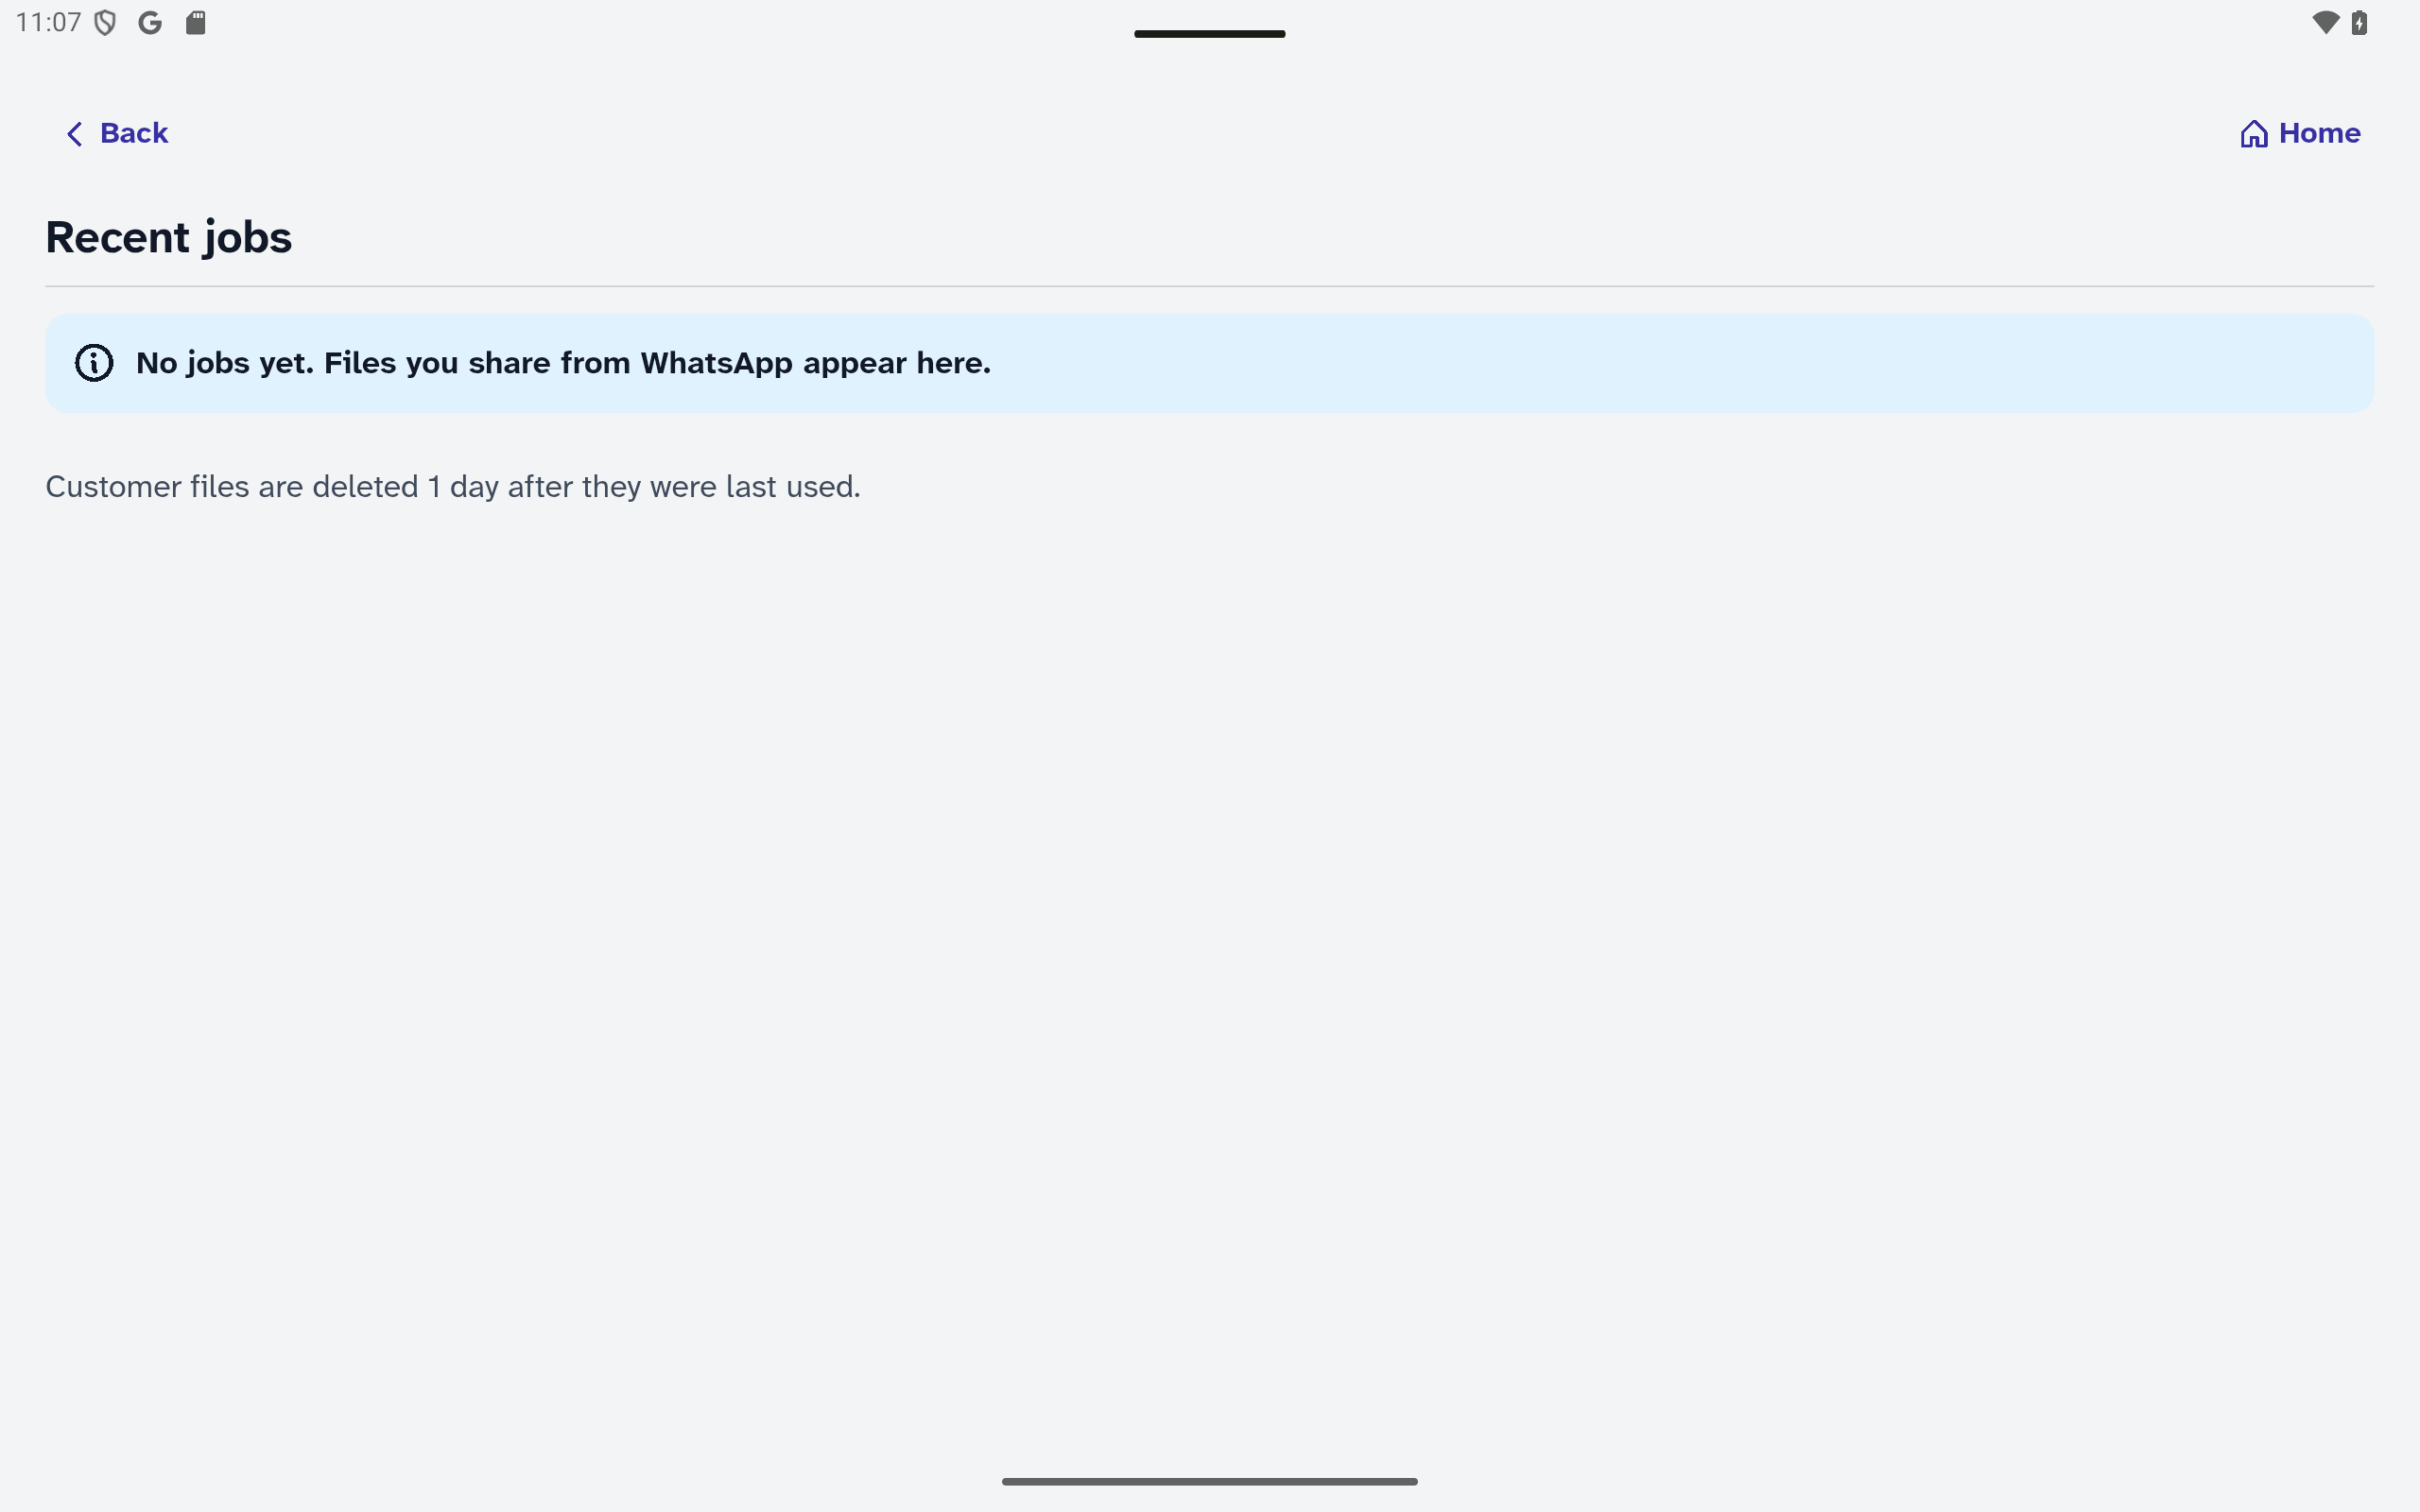 11:07
Back
Home
Recent jobs
No jobs yet. Files you share from WhatsApp appear here.
Customer files are deleted 1 day after they were last used.